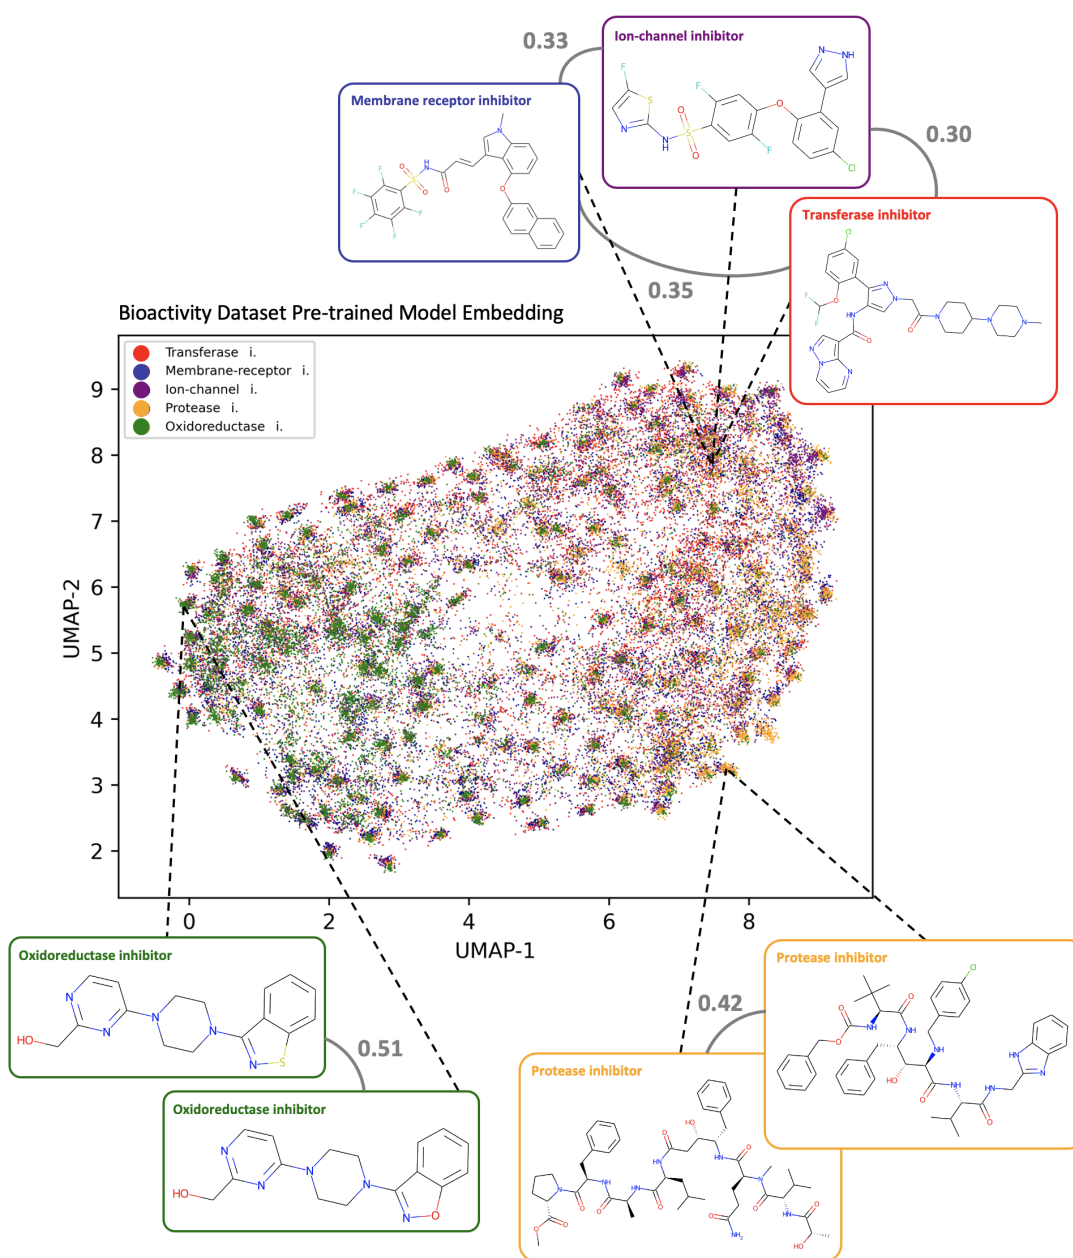 0.33
Ion-channel inhibitor
Membrane receptor inhibitor
0.30
Transferase inhibitor
0.35
Bioactivity Dataset Pre-trained Model Embedding
Transferase i.
Membrane-receptor i.
Ion-channel i.
Protease i.
Oxidoreductase i.
9
8
7
6
5
4
3
2
UMAP-2
0 2 4 6 8
UMAP-1
Oxidoreductase inhibitor
0.51
Oxidoreductase inhibitor
Protease inhibitor
0.42
Protease inhibitor